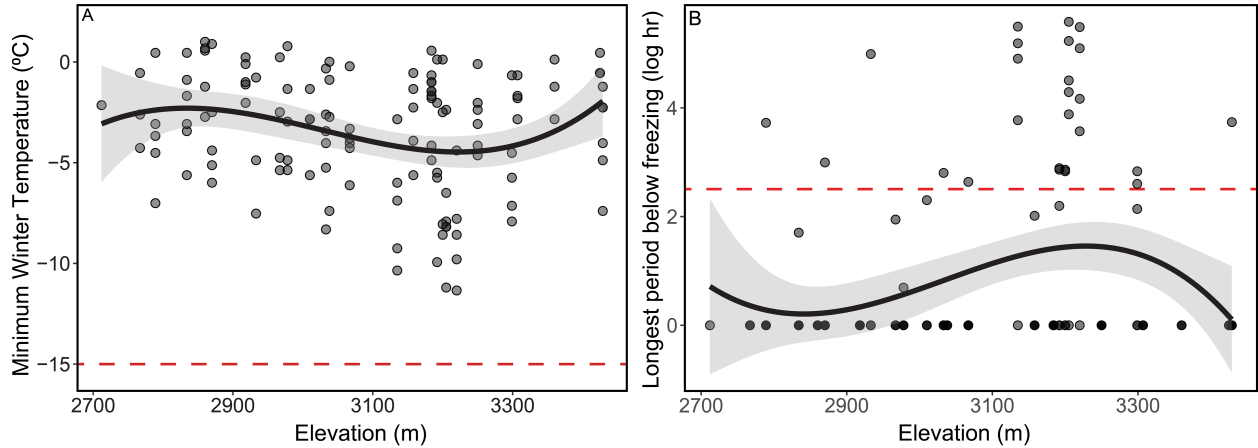 A
Minimum Winter Temperature (ºC)
0
−5
−10
−15
2700
2900
3100
3300
Elevation (m)
B
Longest period below freezing (log hr)
4
2
0
2700
2900
3100
3300
Elevation (m)